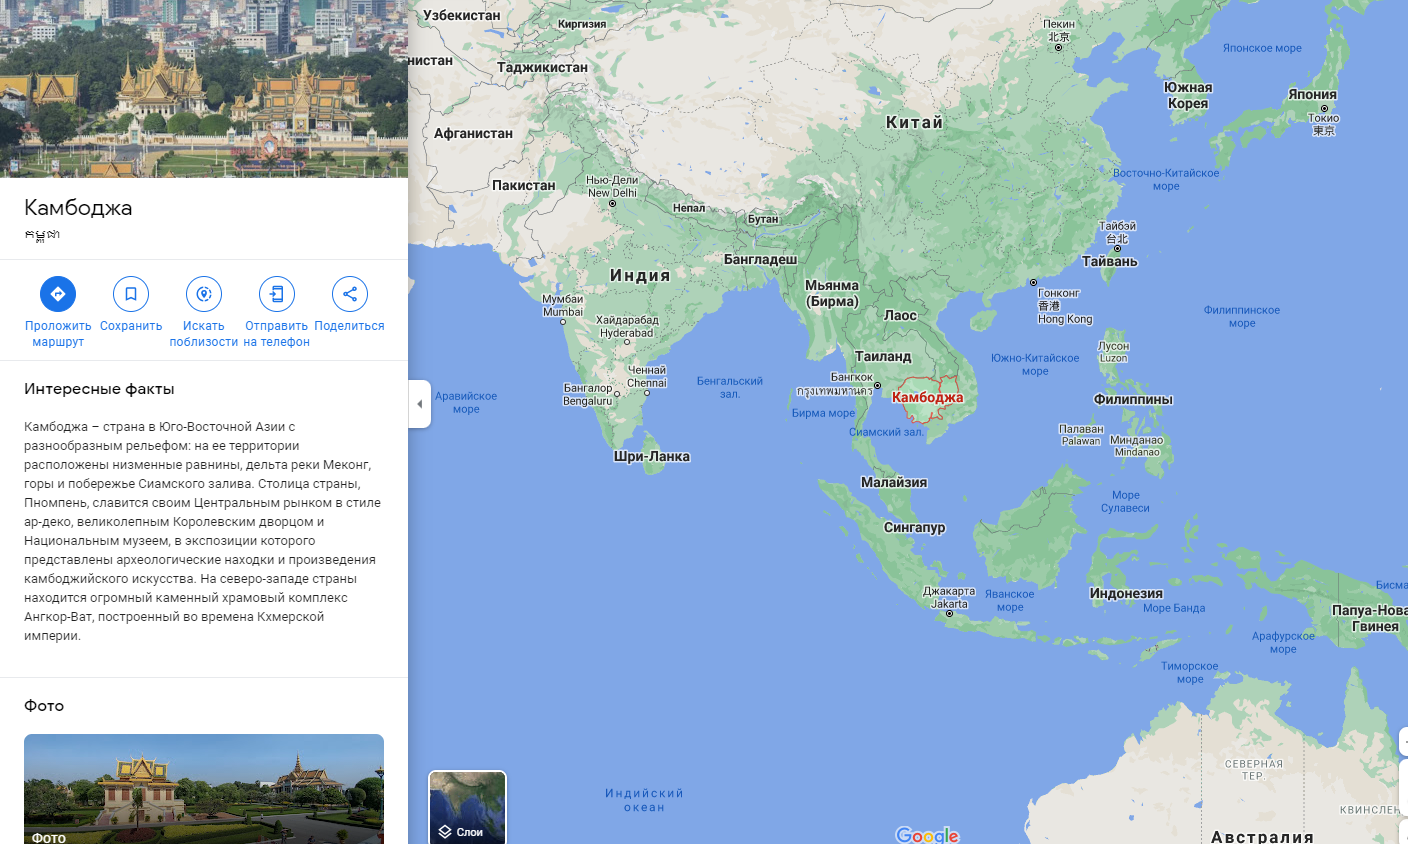 Камбоджа
កម្ពុជា
Проложить маршрут
Сохранить
Искать поблизости
Отправить на телефон
Поделиться
Интересные факты
Камбоджа – страна в Юго-Восточной Азии с
разнообразным рельефом: на ее территории
расположены низменные равнины, дельта реки Меконг,
горы и побережье Сиамского залива. Столица страны,
Пномпень, славится своим Центральным рынком в стиле
ар-деко, великолепным Королевским дворцом и
Национальным музеем, в экспозиции которого
представлены археологические находки и произведения
камбоджийского искусства. На северо-западе страны
находится огромный каменный храмовый комплекс
Ангкор-Ват, построенный во времена Кхмерской
империи.
Фото
Фото
Узбекистан
Киргизия
нистан
Таджикистан
Афганистан
Пакистан
Нью-Дели
New Delhi
Непал
Бутан
Индия
Бангладеш
Мумбаи
Mumbai
Хайдарабад
Hyderabad
Ченнай
Chennai
Бангалор
Bengaluru
Шри-Ланка
Аравийское
море
Бенгальский
зал.
Китай
Пекин
北京
Южная
Корея
Японское море
Япония
Токио
東京
Восточно-Китайское
море
Тайбэй
台北
Тайвань
Гонконг
香港
Hong Kong
Мьянма
(Бирма)
Лаос
Таиланд
Бангкок
กรุงเทพมหานคร
Камбоджа
Бирма море
Сиамский зал.
Южно-Китайское
море
Филиппинское
море
Лусон
Luzon
Филиппины
Палаван
Palawan
Минданао
Mindanao
Малайзия
Сингапур
Море
Сулавеси
Джакарта
Jakarta
Яванское
море
Индонезия
Море Банда
Бисма
Папуа-Нова
Гвинея
Арафурское
море
Тиморское
море
Индийский
океан
СЕВЕРНАЯ
ТЕР.
КВИНСЛЕН
Австралия
Слои
Google